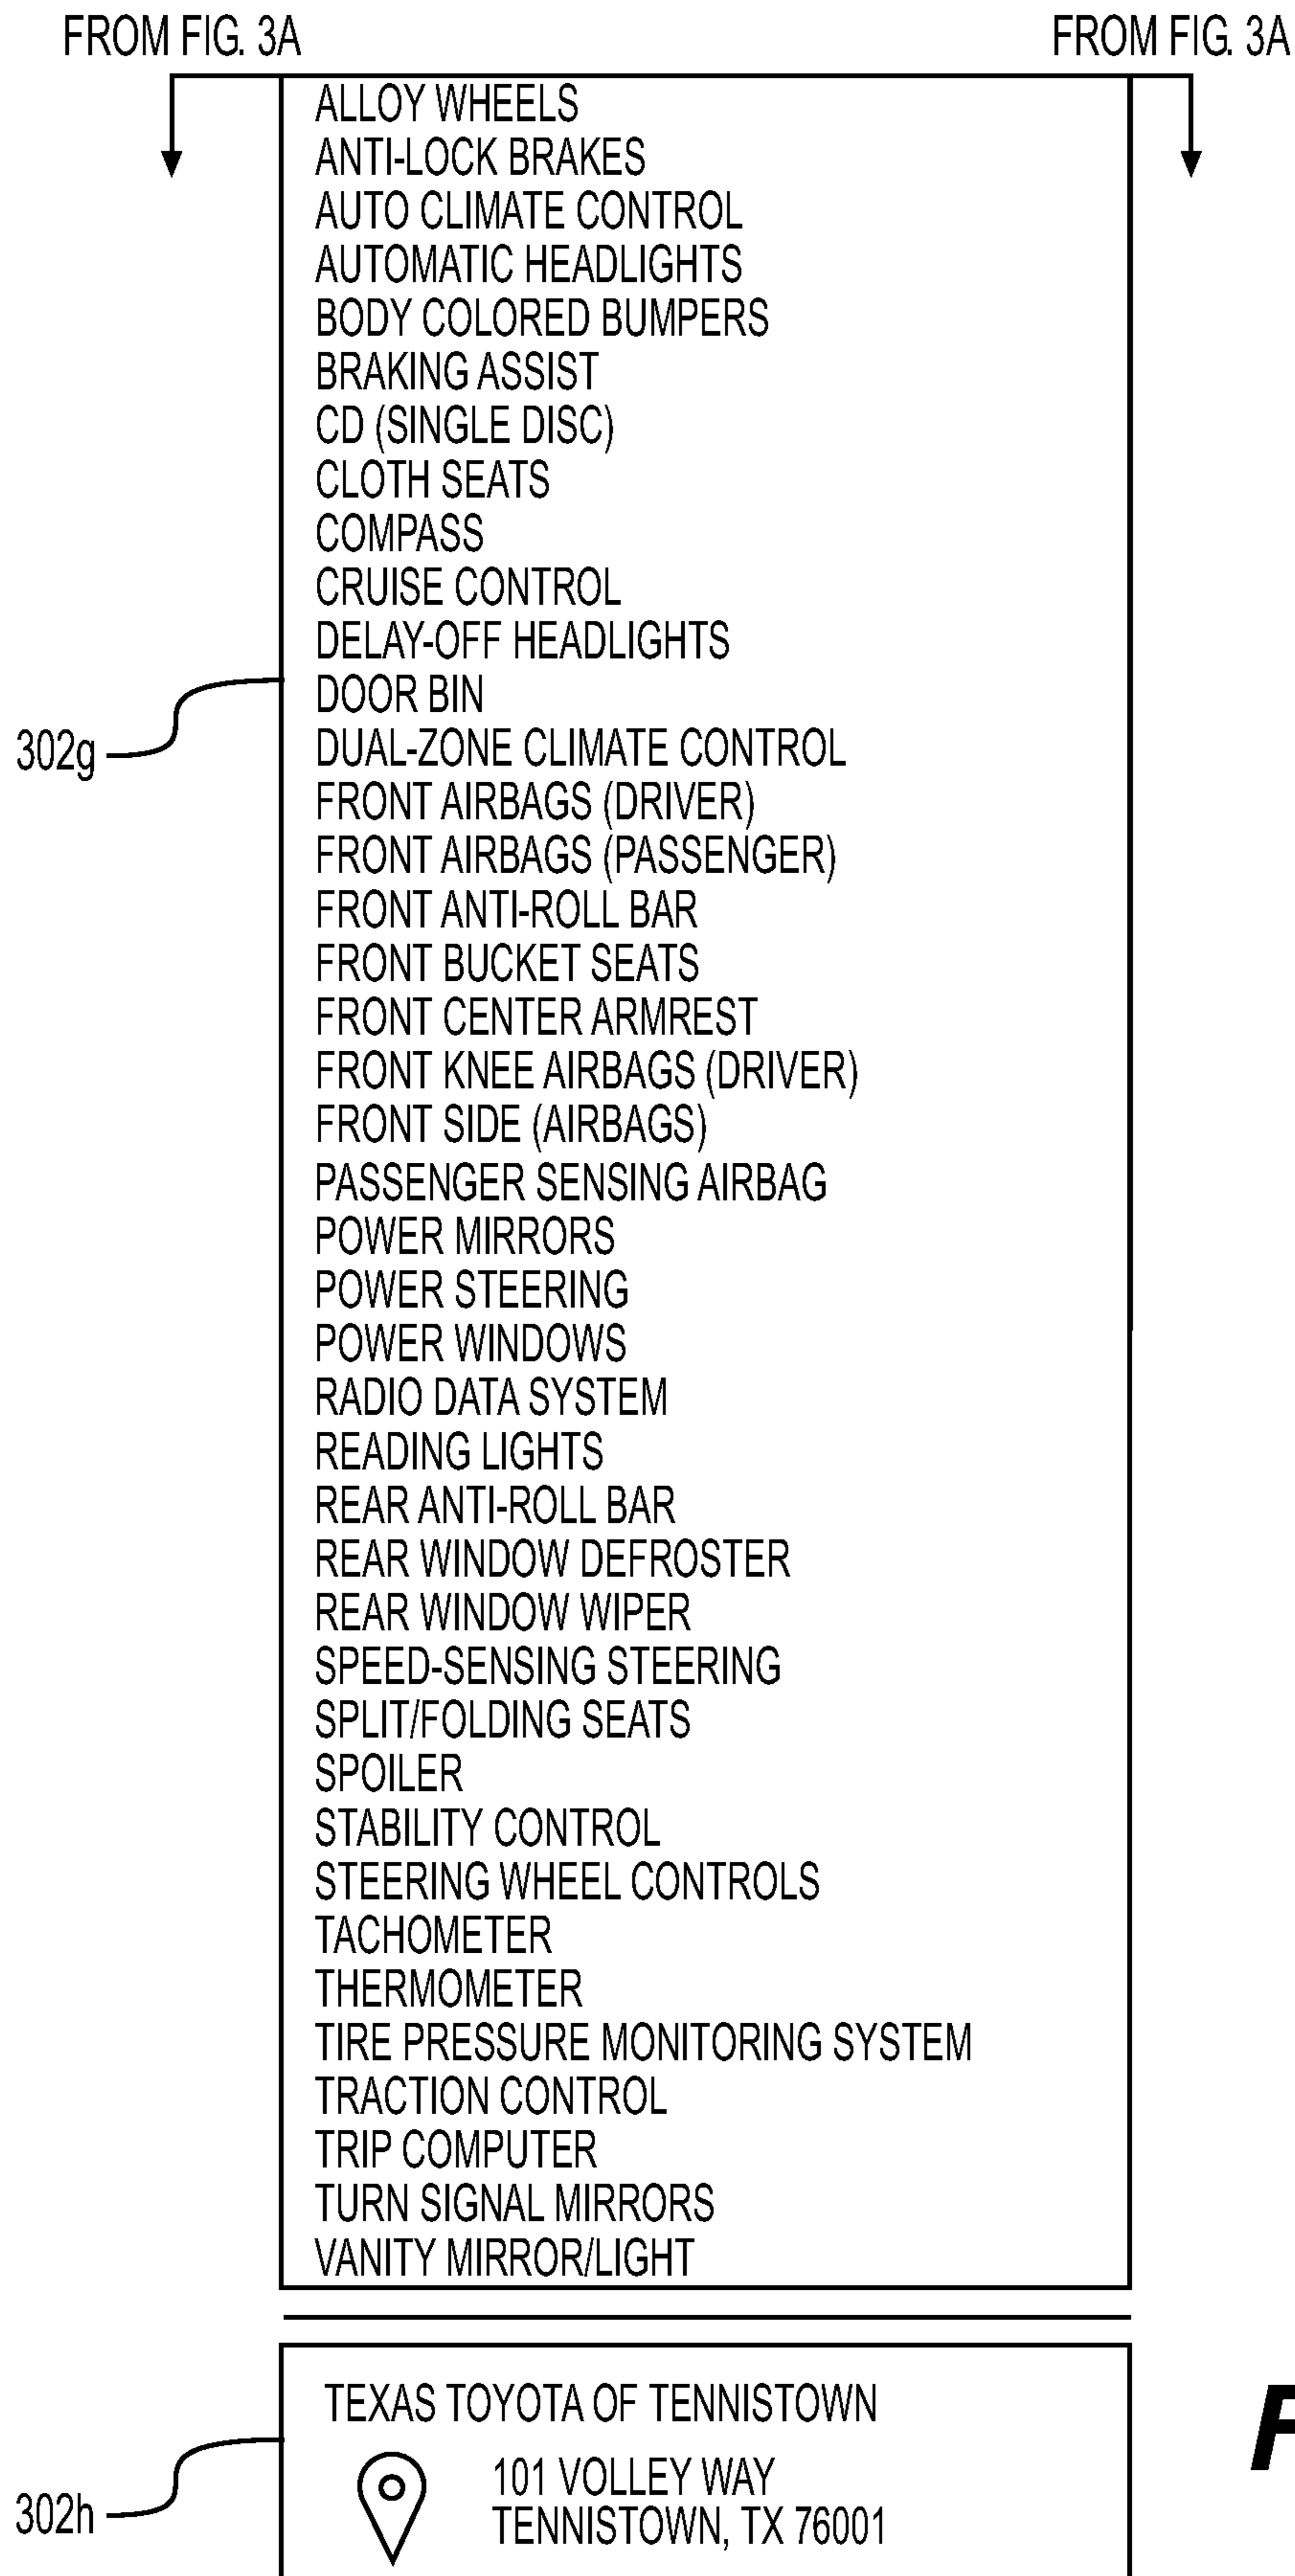 FROM FIG. 3A
FROM FIG. 3A
ALLOY WHEELS
ANTI-LOCK BRAKES
AUTO CLIMATE CONTROL
AUTOMATIC HEADLIGHTS
BODY COLORED BUMPERS
BRAKING ASSIST
CD (SINGLE DISC)
CLOTH SEATS
COMPASS
CRUISE CONTROL
DELAY-OFF HEADLIGHTS
DOOR BIN
302g
DUAL-ZONE CLIMATE CONTROL
FRONT AIRBAGS (DRIVER)
FRONT AIRBAGS (PASSENGER)
FRONT ANTI-ROLL BAR
FRONT BUCKET SEATS
FRONT CENTER ARMREST
FRONT KNEE AIRBAGS (DRIVER)
FRONT SIDE (AIRBAGS)
PASSENGER SENSING AIRBAG
POWER MIRRORS
POWER STEERING
POWER WINDOWS
RADIO DATA SYSTEM
READING LIGHTS
REAR ANTI-ROLL BAR
REAR WINDOW DEFROSTER
REAR WINDOW WIPER
SPEED-SENSING STEERING
SPLIT/FOLDING SEATS
SPOILER
STABILITY CONTROL
STEERING WHEEL CONTROLS
TACHOMETER
THERMOMETER
TIRE PRESSURE MONITORING SYSTEM
TRACTION CONTROL
TRIP COMPUTER
TURN SIGNAL MIRRORS
VANITY MIRROR/LIGHT
TEXAS TOYOTA OF TENNISTOWN
101 VOLLEY WAY
302h
TENNISTOWN, TX 76001